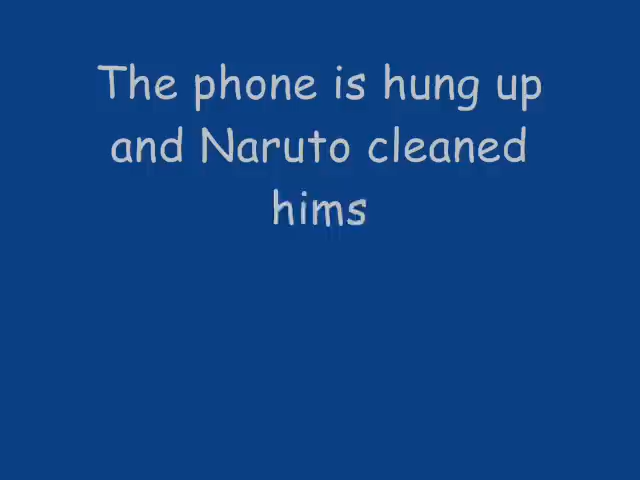 The phone is hung up
and Naruto cleaned
hims